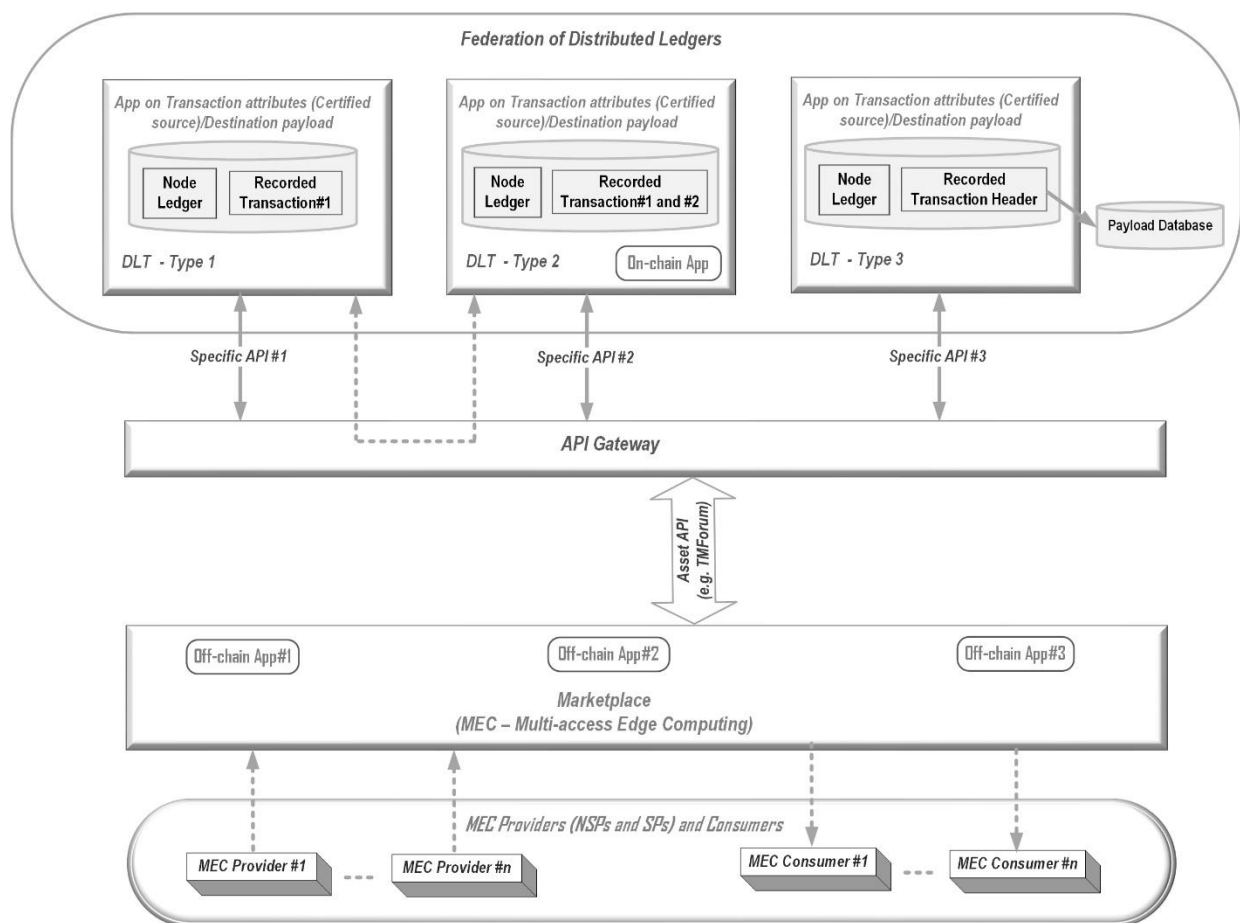 Federation of Distributed Ledgers
App on Transaction attributes (Certified
source)/Destination payload
Node
Ledger
Recorded
Transaction#1
DLT - Type 1
App on Transaction attributes (Certified
source)/Destination payload
Node
Ledger
Recorded
Transaction#1 and #2
DLT - Type 2
On-chain App
App on Transaction attributes (Certified
source)/Destination payload
Node
Ledger
Recorded
Transaction Header
DLT - Type 3
Payload Database
Specific API #1
Specific API #2
Specific API #3
API Gateway
Asset API
(e.g. TMForum)
Off-chain App#1
Off-chain App#2
Off-chain App#3
Marketplace
(MEC – Multi-access Edge Computing)
MEC Providers (NSPs and SPs) and Consumers
MEC Provider #1
MEC Provider #n
MEC Consumer #1
MEC Consumer #n